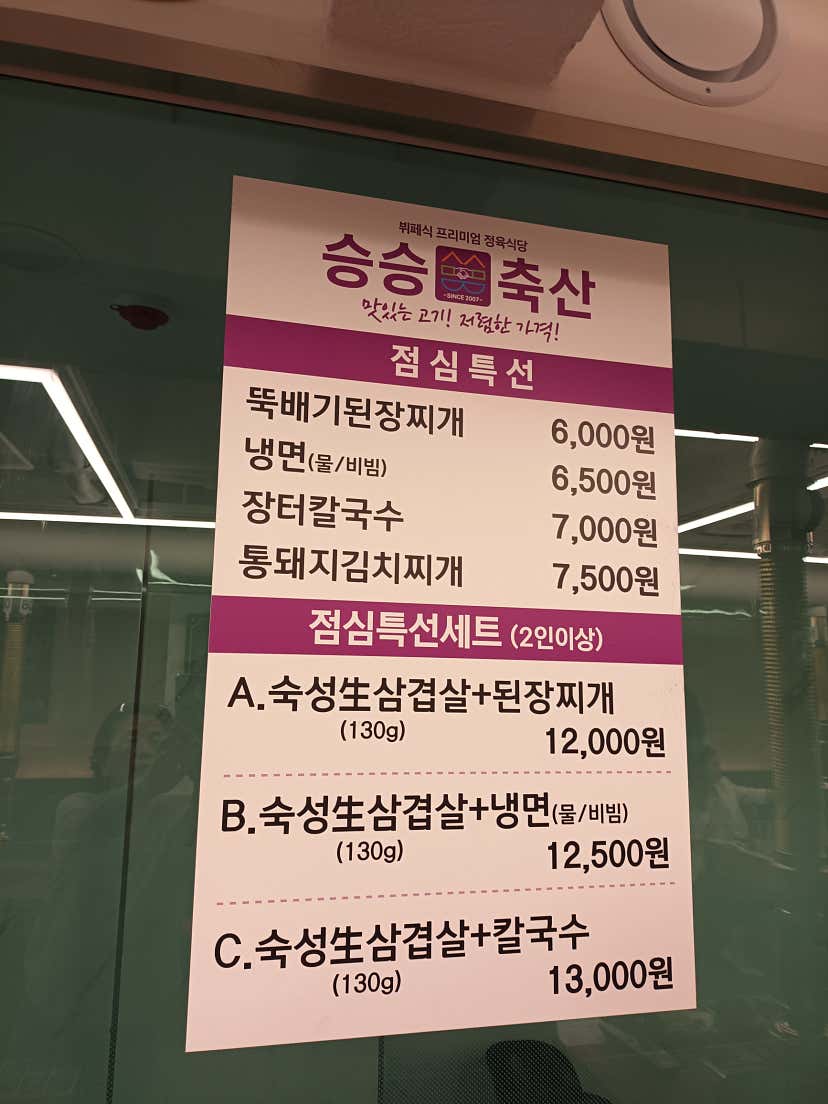 뷔페식 프리미엄 정육식당
승승축산
-SINCE 2007-
맛있는 고기! 저렴한 가격!
점심특선
뚝배기된장찌개 6,000원
냉면(물/비빔) 6,500원
장터칼국수 7,000원
통돼지김치찌개 7,500원
점심특선세트 (2인이상)
A.숙성生삼겹살+된장찌개
(130g) 12,000원
B.숙성生삼겹살+냉면(물/비빔)
(130g) 12,500원
C.숙성生삼겹살+칼국수
(130g) 13,000원